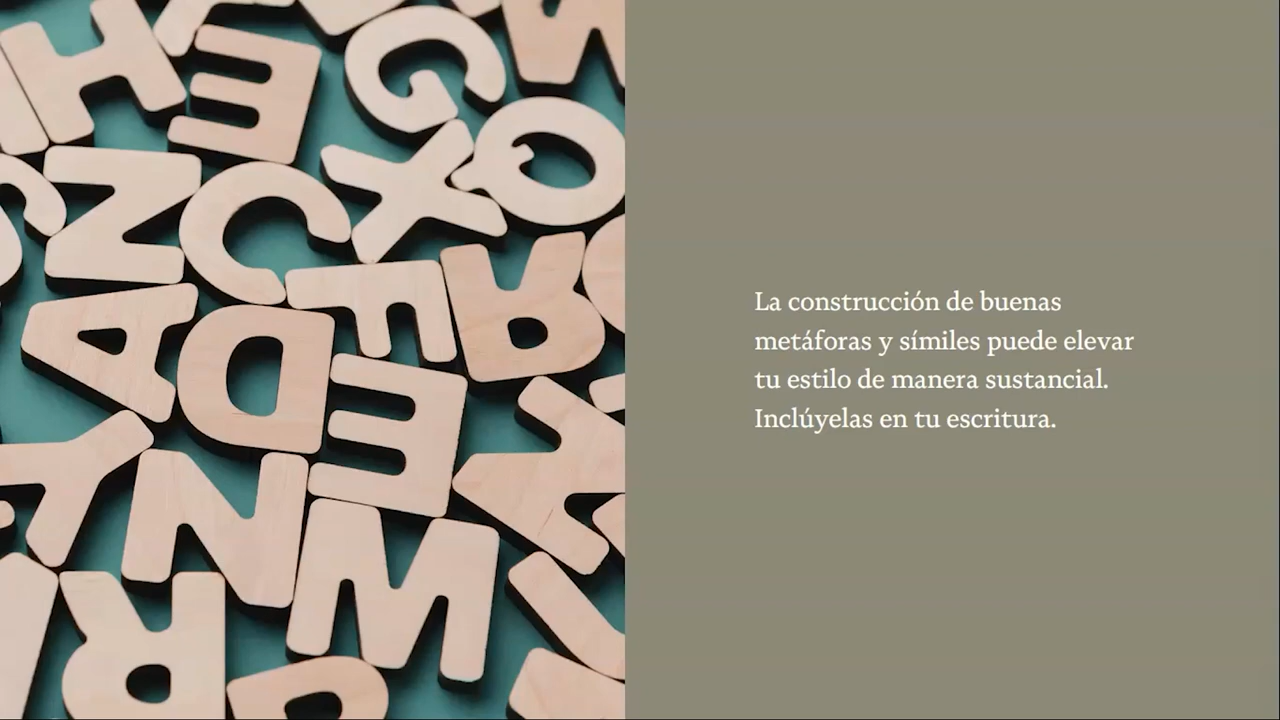 La construcción de buenas
metáforas y símiles puede elevar
tu estilo de manera sustancial.
Inclúyelas en tu escritura.